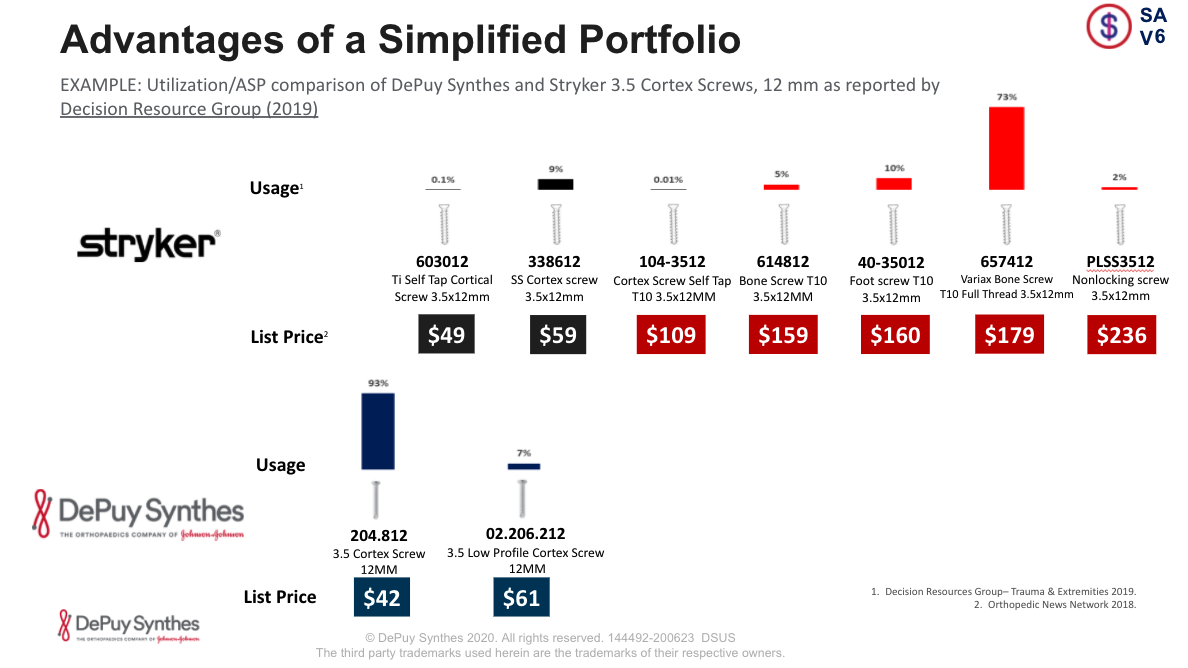 Advantages of a Simplified Portfolio
$ SA
V6
EXAMPLE: Utilization/ASP comparison of DePuy Synthes and Stryker 3.5 Cortex Screws, 12 mm as reported by
Decision Resource Group (2019)
Usage1
0.1% 9% 0.01% 5% 10% 73% 2%
stryker®
603012 338612 104-3512 614812 40-35012 657412 PLSS3512
Ti Self Tap Cortical SS Cortex screw Cortex Screw Self Tap Bone Screw T10 Foot screw T10 Variax Bone Screw Nonlocking screw
Screw 3.5x12mm 3.5x12mm T10 3.5x12MM 3.5x12MM 3.5x12mm T10 Full Thread 3.5x12mm 3.5x12mm
List Price2 $49 $59 $109 $159 $160 $179 $236
93%
Usage 7%
DePuy Synthes
THE ORTHOPAEDICS COMPANY OF Johnson&Johnson
204.812 02.206.212
3.5 Cortex Screw 3.5 Low Profile Cortex Screw
12MM 12MM
List Price $42 $61
1. Decision Resources Group– Trauma & Extremities 2019.
2. Orthopedic News Network 2018.
DePuy Synthes
THE ORTHOPAEDICS COMPANY OF Johnson&Johnson
© DePuy Synthes 2020. All rights reserved. 144492-200623 DSUS
The third party trademarks used herein are the trademarks of their respective owners.